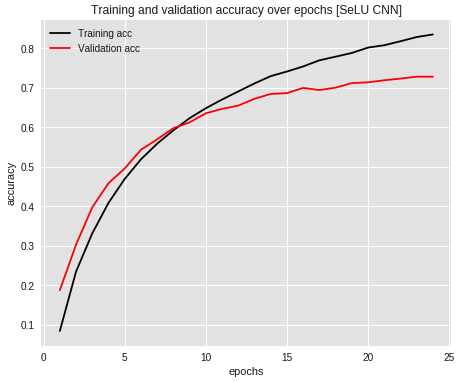 Training and validation accuracy over epochs [SeLU CNN]
Training acc
Validation acc
accuracy
0.8
0.7
0.6
0.5
0.4
0.3
0.2
0.1
0 5 10 15 20 25
epochs